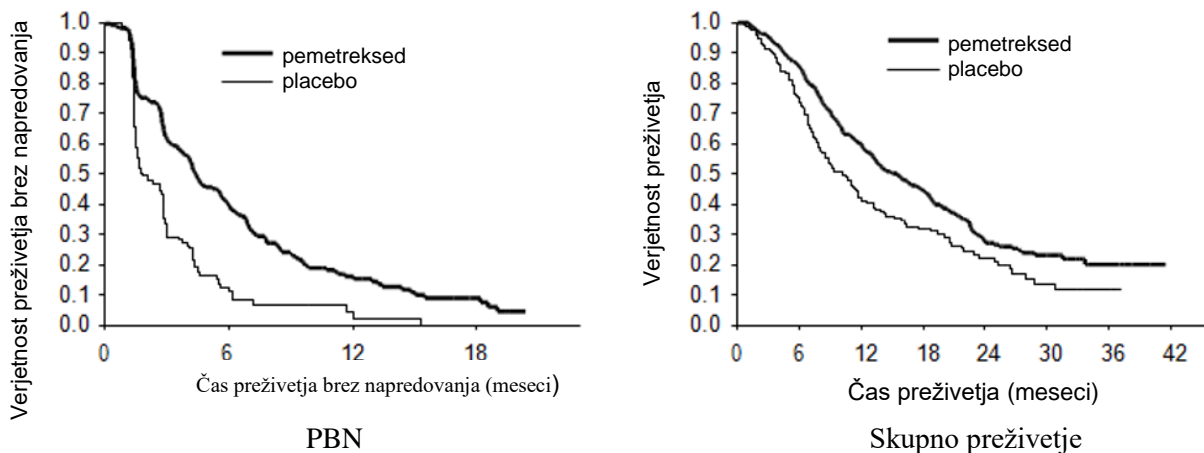 Verjetnost preživetja brez napredovanja
1.0
0.9
0.8
0.7
0.6
0.5
0.4
0.3
0.2
0.1
0.0
pemetreksed
placebo
0 6 12 18
Čas preživetja brez napredovanja (meseci)
PBN
Verjetnost preživetja
1.0
0.9
0.8
0.7
0.6
0.5
0.4
0.3
0.2
0.1
0.0
pemetreksed
placebo
0 6 12 18 24 30 36 42
Čas preživetja (meseci)
Skupno preživetje